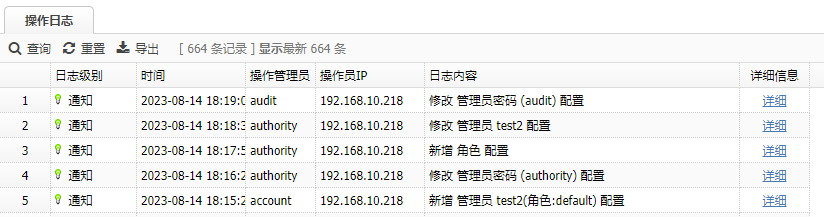 操作日志
查询 重置 导出 [ 664 条记录 ] 显示最新 664 条
日志级别 时间 操作管理员 操作员IP 日志内容 详细信息
1 通知 2023-08-14 18:19:0 audit 192.168.10.218 修改 管理员密码 (audit) 配置 详细
2 通知 2023-08-14 18:18:3 authority 192.168.10.218 修改 管理员 test2 配置 详细
3 通知 2023-08-14 18:17:5 authority 192.168.10.218 新增 角色 配置 详细
4 通知 2023-08-14 18:16:2 authority 192.168.10.218 修改 管理员密码 (authority) 配置 详细
5 通知 2023-08-14 18:15:2 account 192.168.10.218 新增 管理员 test2(角色:default) 配置 详细